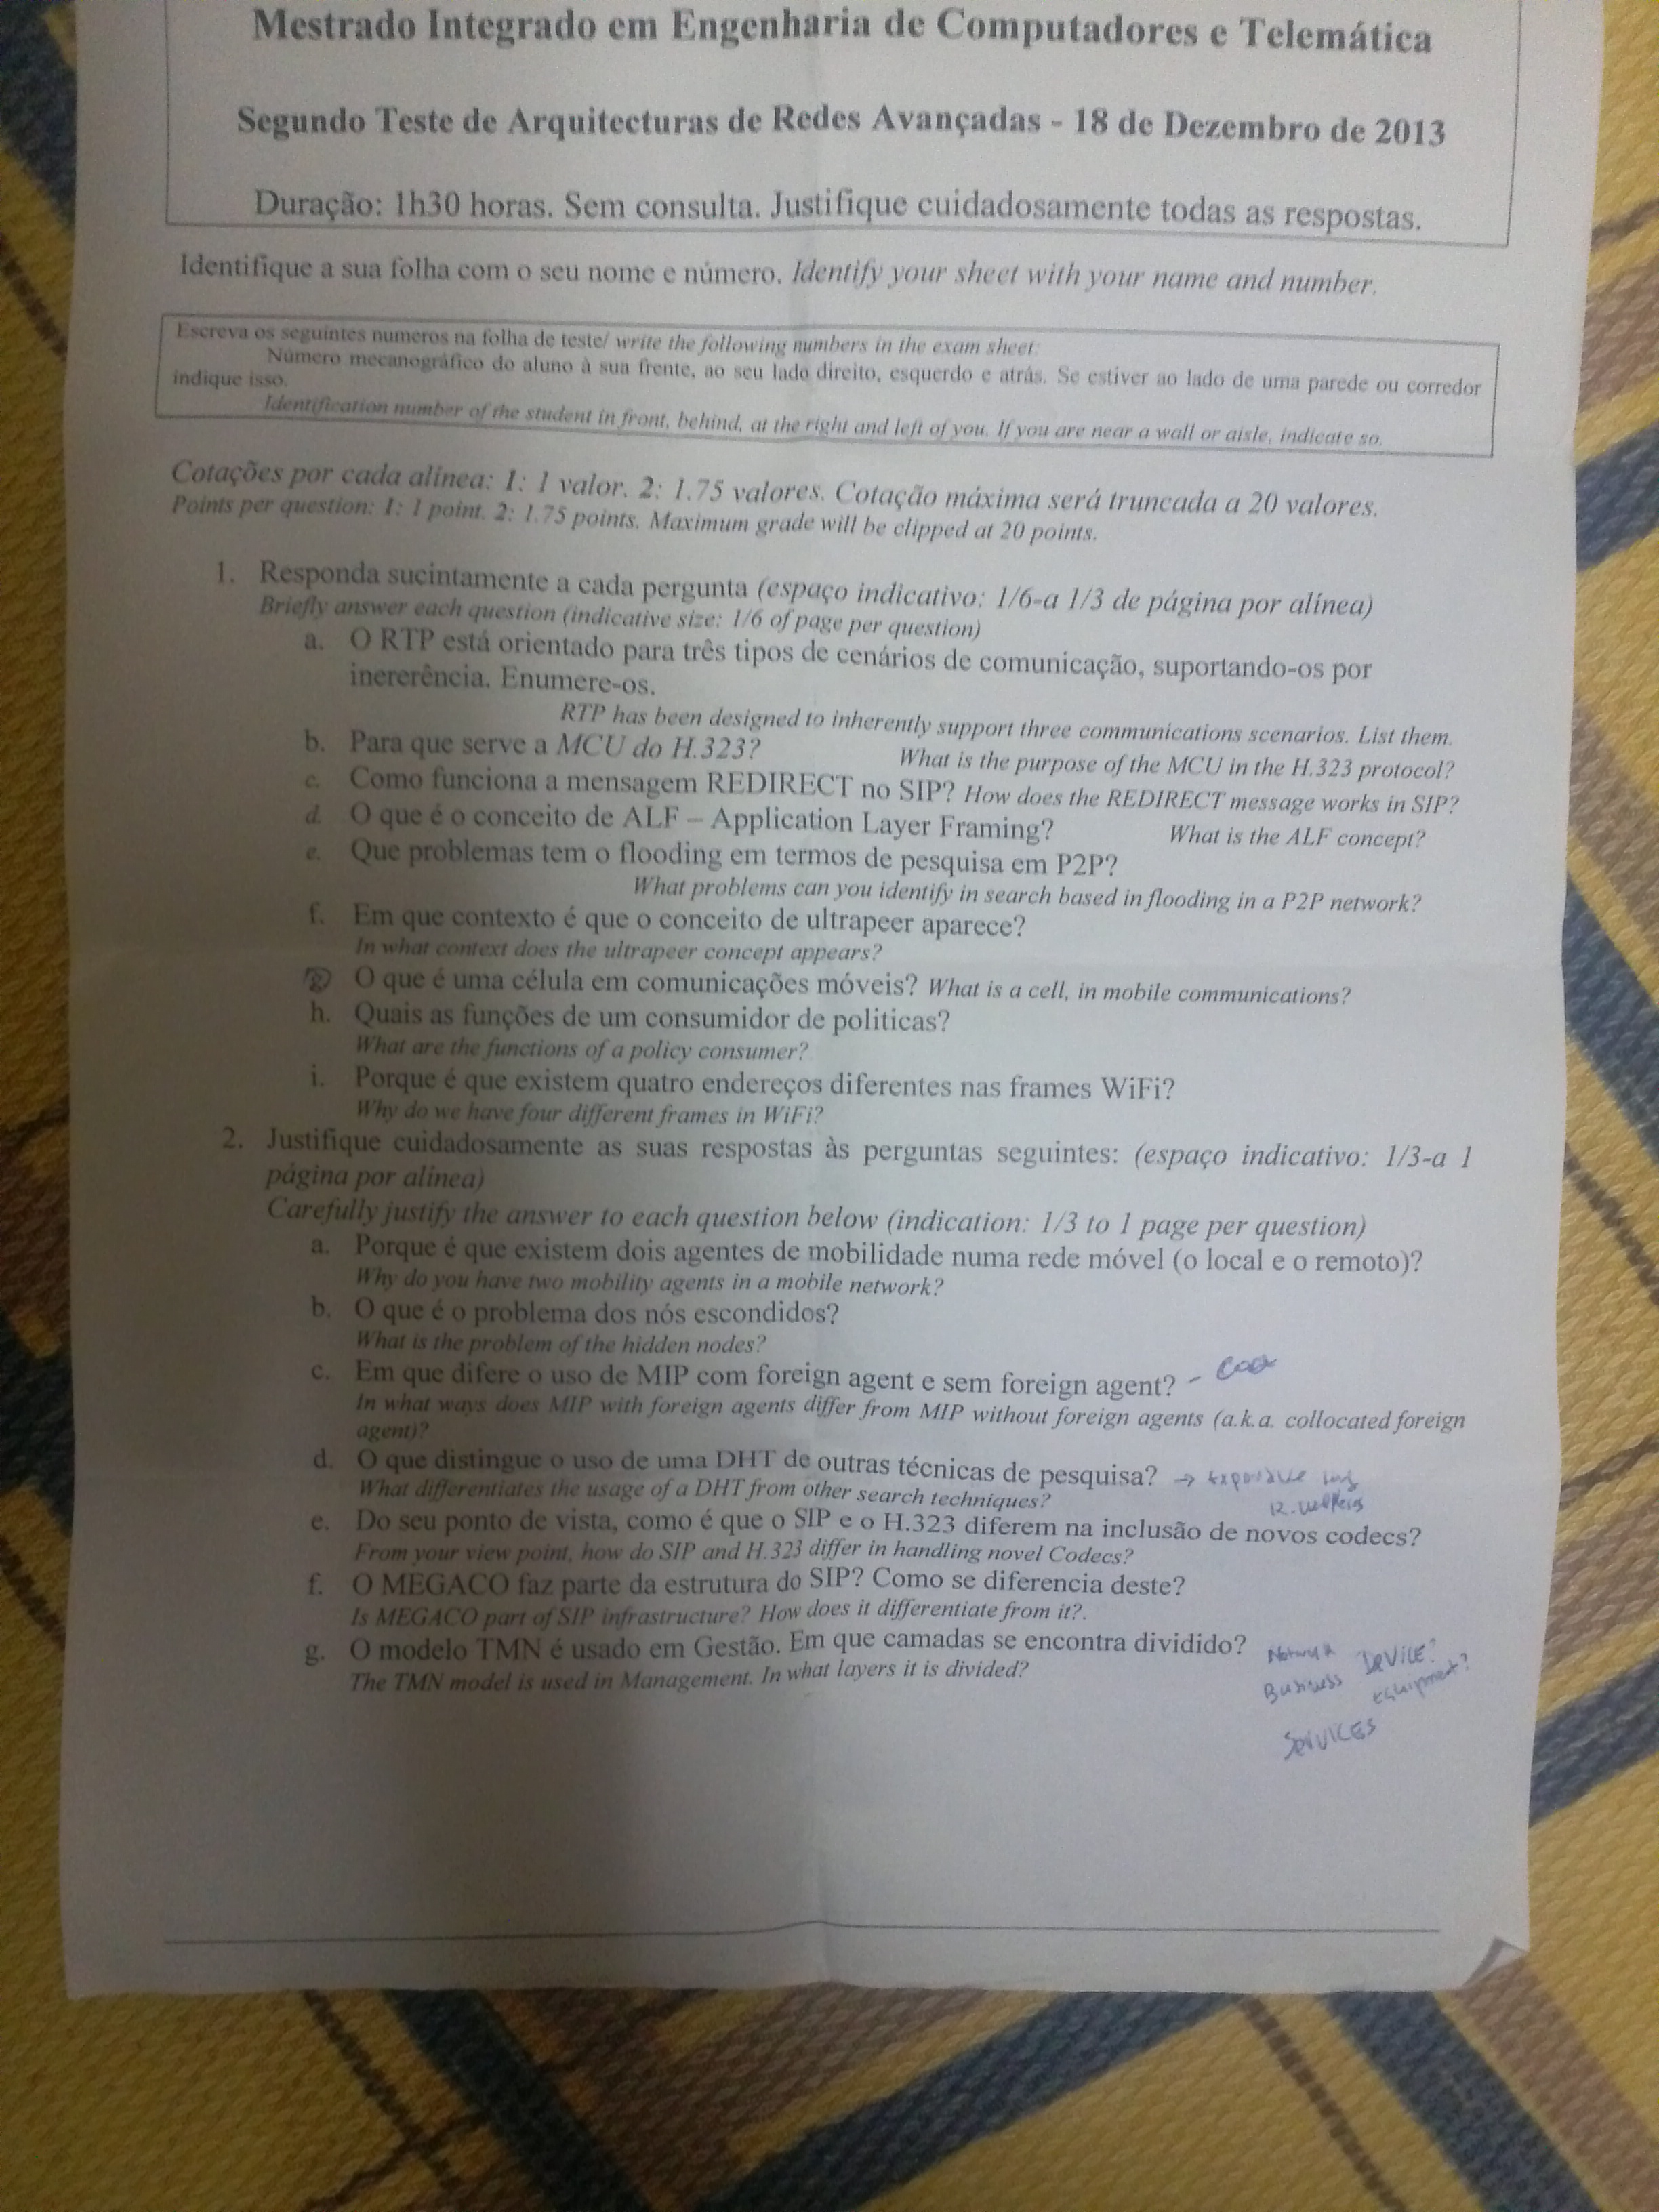 Mestrado Integrado em Engenharia de Computadores e Telemática
Segundo Teste de Arquitecturas de Redes Avançadas - 18 de Dezembro de 2013
Duração: 1h30 horas. Sem consulta. Justifique cuidadosamente todas as respostas.
Identifique a sua folha com o seu nome e número. Identify your sheet with your name and number.
Escreva os seguintes numeros na folha de teste/ write the following numbers in the exam sheet:
Número mecanográfico do aluno à sua frente, ao seu lado direito, esquerdo e atrás. Se estiver ao lado de uma parede ou corredor
indique isso.
Identification number of the student in front, behind, at the right and left of you. If you are near a wall or aisle, indicate so.
Cotações por cada alínea: 1: 1 valor. 2: 1.75 valores. Cotação máxima será truncada a 20 valores.
Points per question: 1: 1 point. 2: 1.75 points. Maximum grade will be clipped at 20 points.
1. Responda sucintamente a cada pergunta (espaço indicativo: 1/6-a 1/3 de página por alínea)
Briefly answer each question (indicative size: 1/6 of page per question)
a. O RTP está orientado para três tipos de cenários de comunicação, suportando-os por
inererência. Enumere-os.
RTP has been designed to inherently support three communications scenarios. List them.
b. Para que serve a MCU do H.323? What is the purpose of the MCU in the H.323 protocol?
c. Como funciona a mensagem REDIRECT no SIP? How does the REDIRECT message works in SIP?
d. O que é o conceito de ALF – Application Layer Framing? What is the ALF concept?
e. Que problemas tem o flooding em termos de pesquisa em P2P?
What problems can you identify in search based in flooding in a P2P network?
f. Em que contexto é que o conceito de ultrapeer aparece?
In what context does the ultrapeer concept appears?
g) O que é uma célula em comunicações móveis? What is a cell, in mobile communications?
h. Quais as funções de um consumidor de politicas?
What are the functions of a policy consumer?
i. Porque é que existem quatro endereços diferentes nas frames WiFi?
Why do we have four different frames in WiFi?
2. Justifique cuidadosamente as suas respostas às perguntas seguintes: (espaço indicativo: 1/3-a 1
página por alínea)
Carefully justify the answer to each question below (indication: 1/3 to 1 page per question)
a. Porque é que existem dois agentes de mobilidade numa rede móvel (o local e o remoto)?
Why do you have two mobility agents in a mobile network?
b. O que é o problema dos nós escondidos?
What is the problem of the hidden nodes?
c. Em que difere o uso de MIP com foreign agent e sem foreign agent? -
In what ways does MIP with foreign agents differ from MIP without foreign agents (a.k.a. collocated foreign
agent)?
d. O que distingue o uso de uma DHT de outras técnicas de pesquisa? →
What differentiates the usage of a DHT from other search techniques?
e. Do seu ponto de vista, como é que o SIP e o H.323 diferem na inclusão de novos codecs?
From your view point, how do SIP and H.323 differ in handling novel Codecs?
f. O MEGACO faz parte da estrutura do SIP? Como se diferencia deste?
Is MEGACO part of SIP infrastructure? How does it differentiate from it?.
g. O modelo TMN é usado em Gestão. Em que camadas se encontra dividido?
The TMN model is used in Management. In what layers it is divided?
Network DEVICE?
Business equipment?
SERVICES